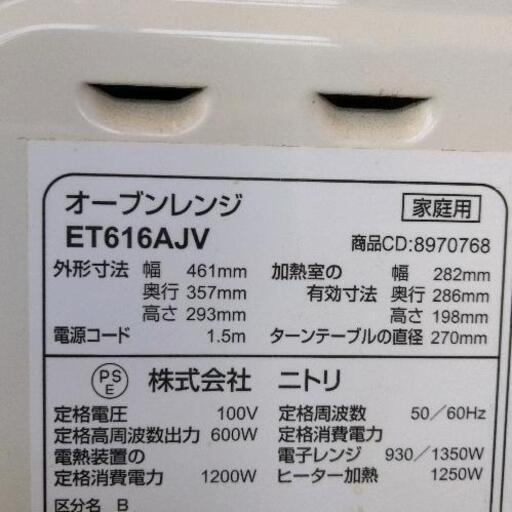 オーブンレンジ 家庭用
ET616AJV 商品CD:8970768
外形寸法 幅 461mm 加熱室の 幅 282mm
奥行 357mm 有効寸法 奥行 286mm
高さ 293mm 高さ 198mm
電源コード 1.5m ターンテーブルの直径 270mm
PS E 株式会社 ニトリ
定格電圧 100V 定格周波数 50/60Hz
定格高周波数出力 600W 定格消費電力
電熱装置の 電子レンジ 930/1350W
定格消費電力 1200W ヒーター加熱 1250W
区分名 B